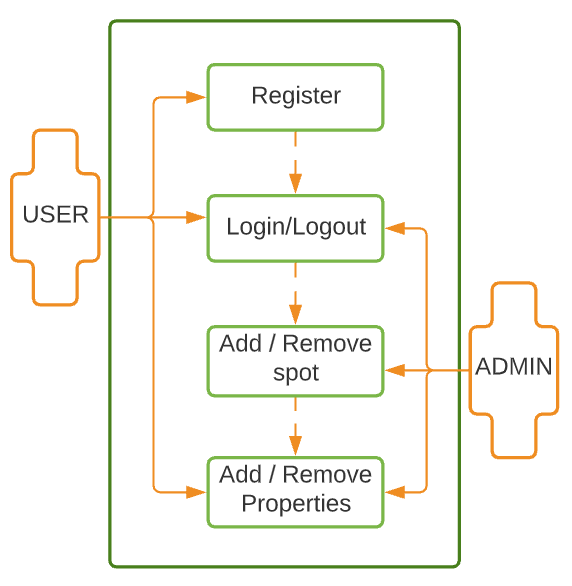 Register
USER
Login/Logout
Add / Remove
spot
ADMIN
Add / Remove
Properties